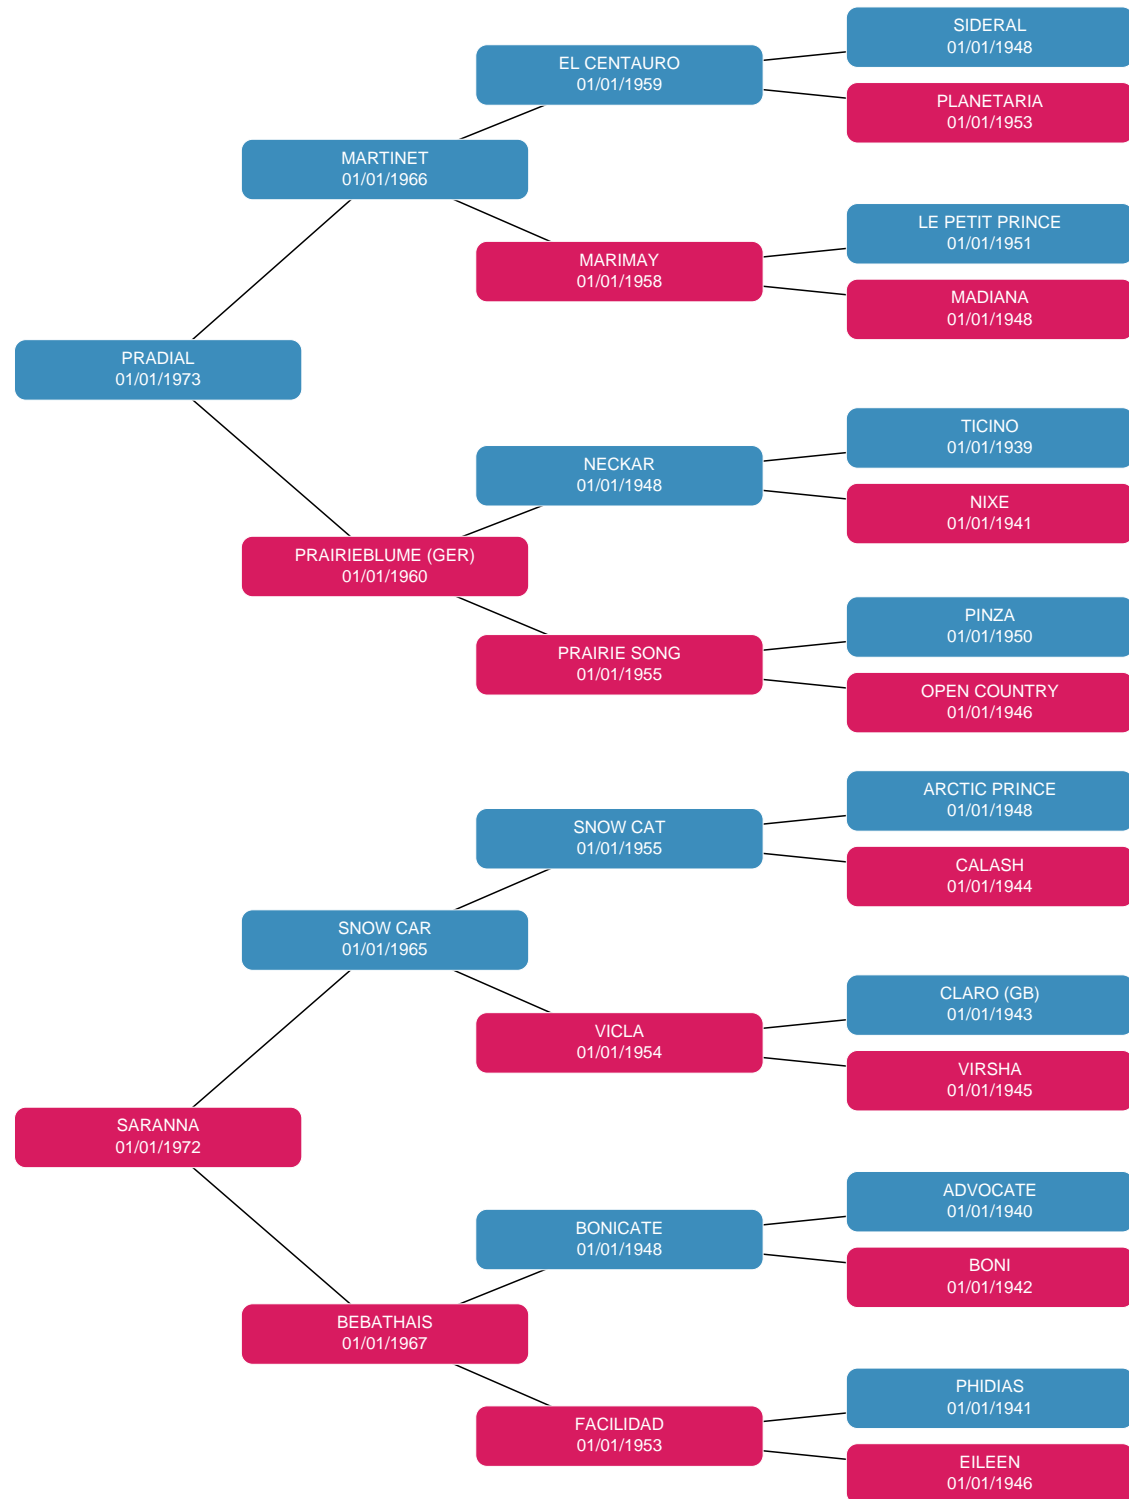 SIDERAL
01/01/1948
EL CENTAURO
01/01/1959
PLANETARIA
01/01/1953
MARTINET
01/01/1966
LE PETIT PRINCE
01/01/1951
MARIMAY
01/01/1958
MADIANA
01/01/1948
PRADIAL
01/01/1973
TICINO
01/01/1939
NECKAR
01/01/1948
NIXE
01/01/1941
PRAIRIEBLUME (GER)
01/01/1960
PINZA
01/01/1950
PRAIRIE SONG
01/01/1955
OPEN COUNTRY
01/01/1946
ARCTIC PRINCE
01/01/1948
SNOW CAT
01/01/1955
CALASH
01/01/1944
SNOW CAR
01/01/1965
CLARO (GB)
01/01/1943
VICLA
01/01/1954
VIRSHA
01/01/1945
SARANNA
01/01/1972
ADVOCATE
01/01/1940
BONICATE
01/01/1948
BONI
01/01/1942
BEBATHAIS
01/01/1967
PHIDIAS
01/01/1941
FACILIDAD
01/01/1953
EILEEN
01/01/1946